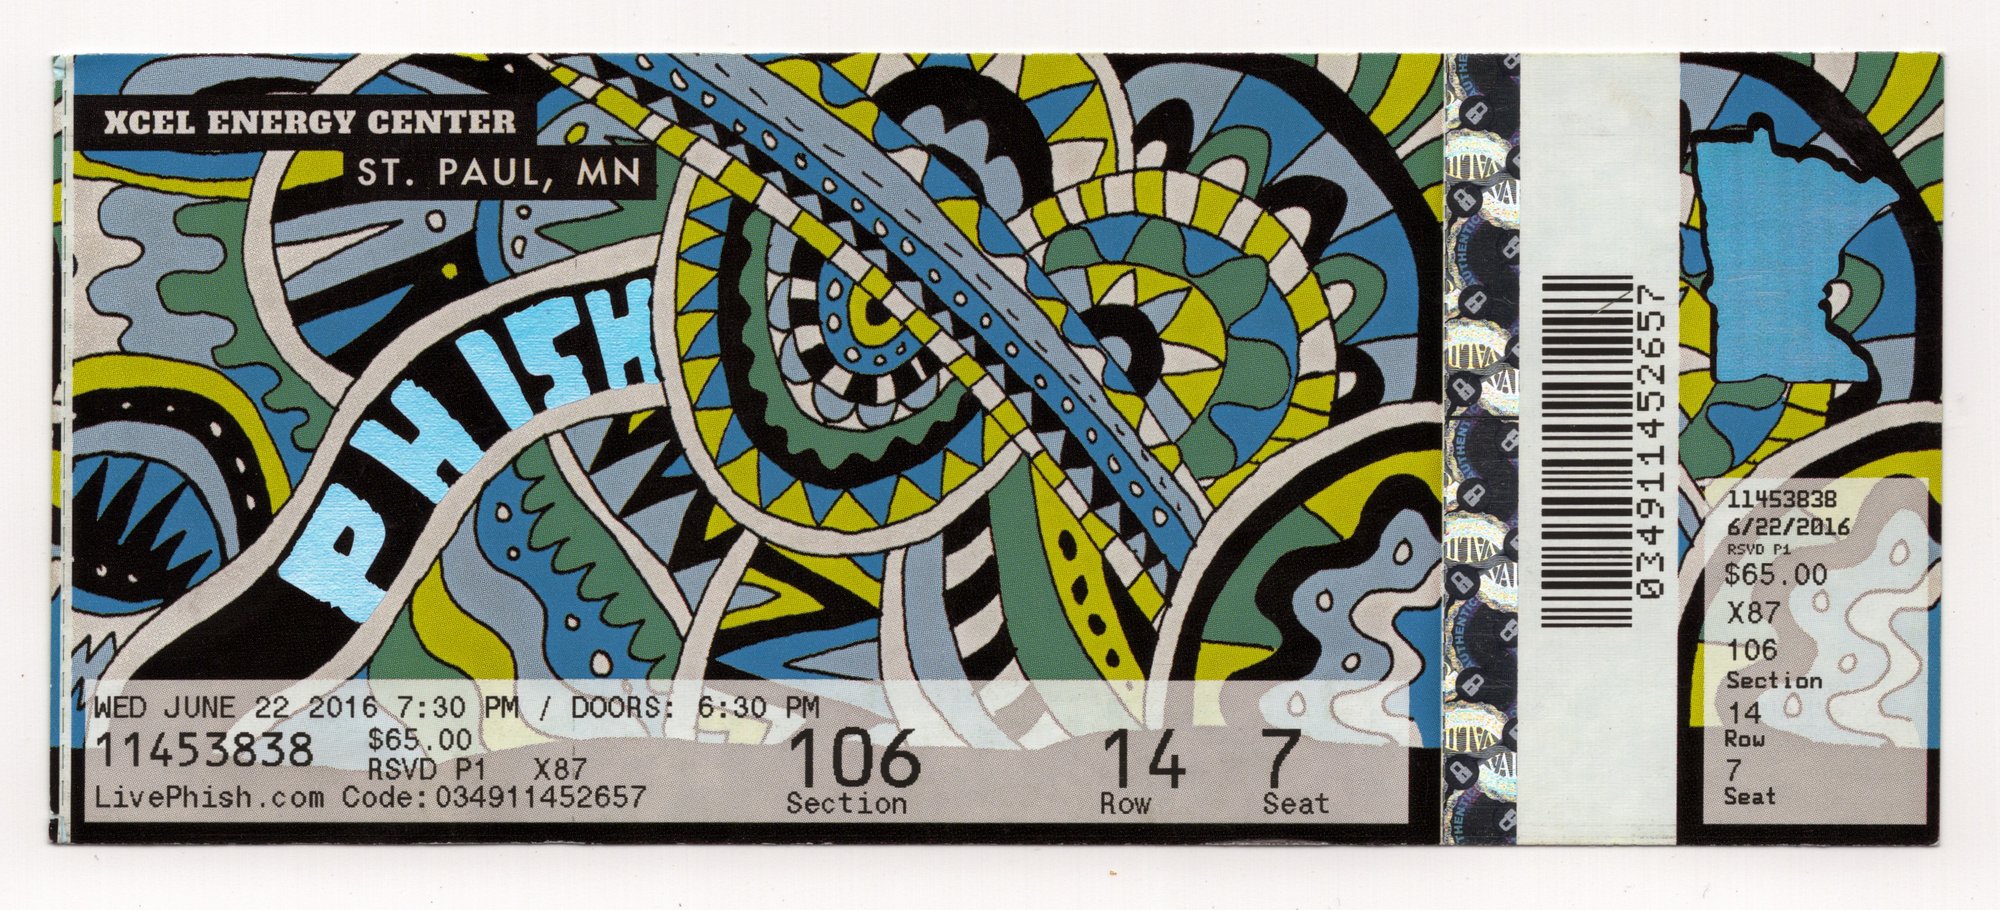 XCEL ENERGY CENTER
ST. PAUL, MN
PHISH
WED JUNE 22 2016 7:30 PM / DOORS: 6:30 PM
11453838
$65.00
RSVD P1 X87
LivePhish.com Code:034911452657
106
Section
14
Row
7
Seat
AUTHENTIC
VALID
034911452657
11453838
6/22/2016
RSVD P1
$65.00
X87
106
Section
14
Row
7
Seat